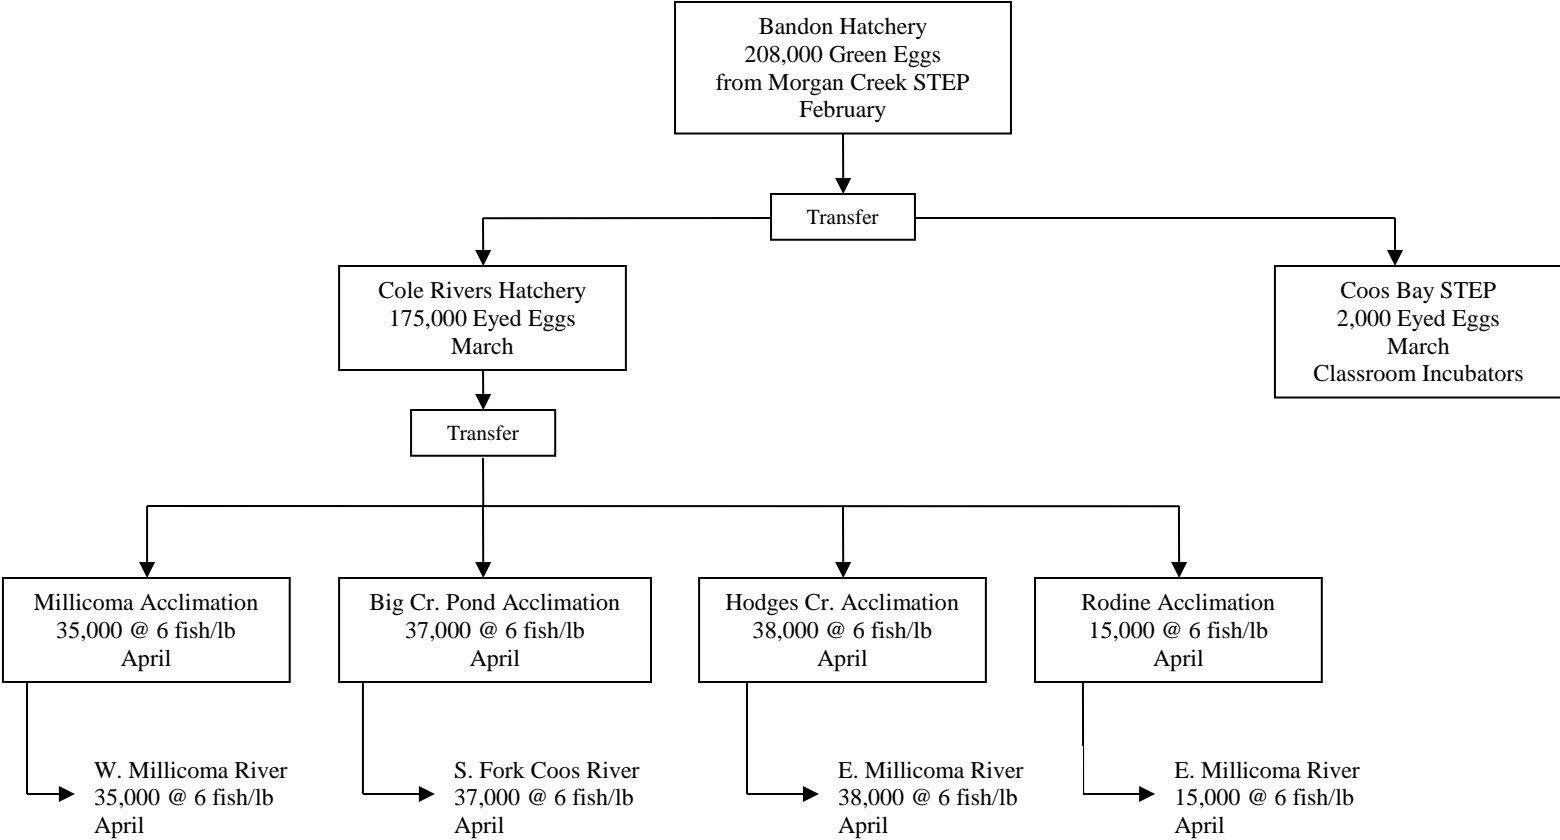 Bandon Hatchery
208,000 Green Eggs
from Morgan Creek STEP
February
Transfer
Cole Rivers Hatchery
175,000 Eyed Eggs
March
Coos Bay STEP
2,000 Eyed Eggs
March
Classroom Incubators
Transfer
Millicoma Acclimation
35,000 @ 6 fish/lb
April
Big Cr. Pond Acclimation
37,000 @ 6 fish/lb
April
Hodges Cr. Acclimation
38,000 @ 6 fish/lb
April
Rodine Acclimation
15,000 @ 6 fish/lb
April
W. Millicoma River
35,000 @ 6 fish/lb
April
S. Fork Coos River
37,000 @ 6 fish/lb
April
E. Millicoma River
38,000 @ 6 fish/lb
April
E. Millicoma River
15,000 @ 6 fish/lb
April